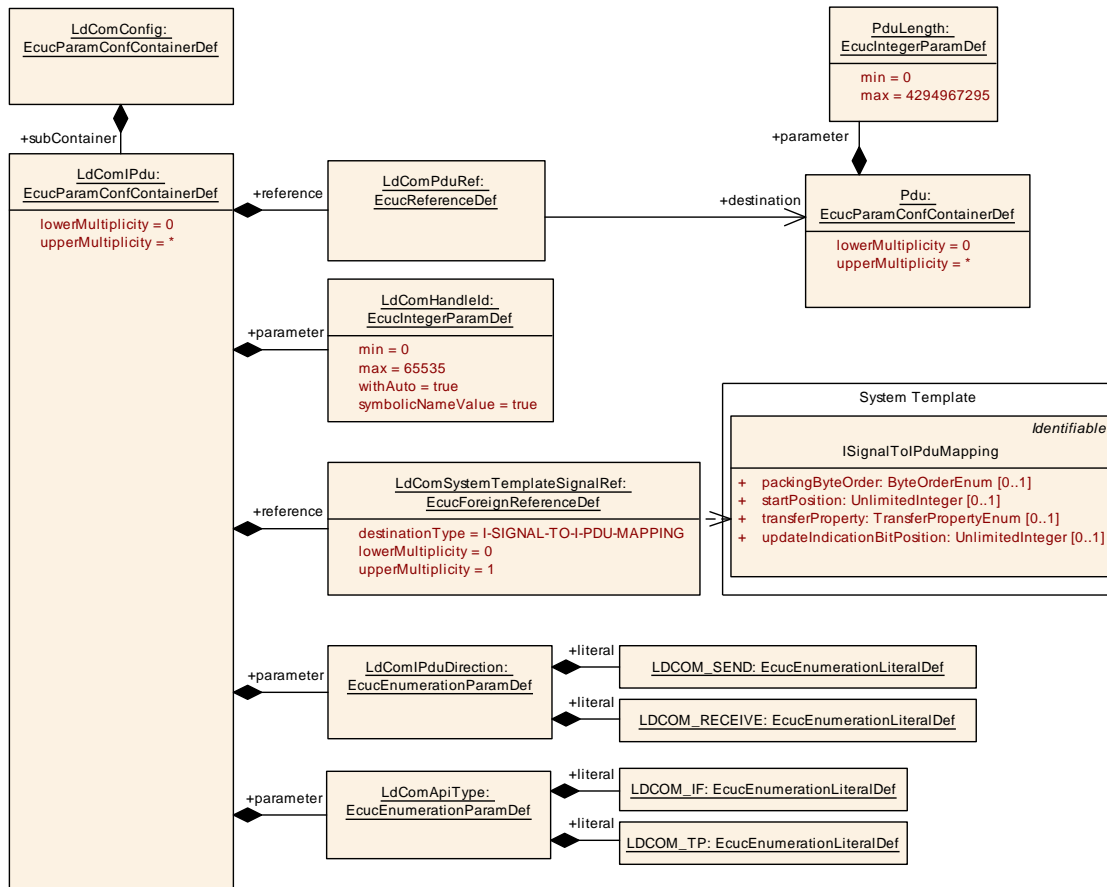 LdComConfig:
EcucParamConfContainerDef
+subContainer
LdComIPdu:
EcucParamConfContainerDef
lowerMultiplicity = 0
upperMultiplicity = *
+reference
LdComPduRef:
EcucReferenceDef
+destination
PduLength:
EcucIntegerParamDef
min = 0
max = 4294967295
+parameter
Pdu:
EcucParamConfContainerDef
lowerMultiplicity = 0
upperMultiplicity = *
+parameter
LdComHandleId:
EcucIntegerParamDef
min = 0
max = 65535
withAuto = true
symbolicNameValue = true
+reference
LdComSystemTemplateSignalRef:
EcucForeignReferenceDef
destinationType = I-SIGNAL-TO-I-PDU-MAPPING
lowerMultiplicity = 0
upperMultiplicity = 1
System Template
Identifiable
ISignalToIPduMapping
+ packingByteOrder: ByteOrderEnum [0..1]
+ startPosition: UnlimitedInteger [0..1]
+ transferProperty: TransferPropertyEnum [0..1]
+ updateIndicationBitPosition: UnlimitedInteger [0..1]
+parameter
LdComIPduDirection:
EcucEnumerationParamDef
+literal
LDCOM_SEND: EcucEnumerationLiteralDef
+literal
LDCOM_RECEIVE: EcucEnumerationLiteralDef
+parameter
LdComApiType:
EcucEnumerationParamDef
+literal
LDCOM_IF: EcucEnumerationLiteralDef
+literal
LDCOM_TP: EcucEnumerationLiteralDef